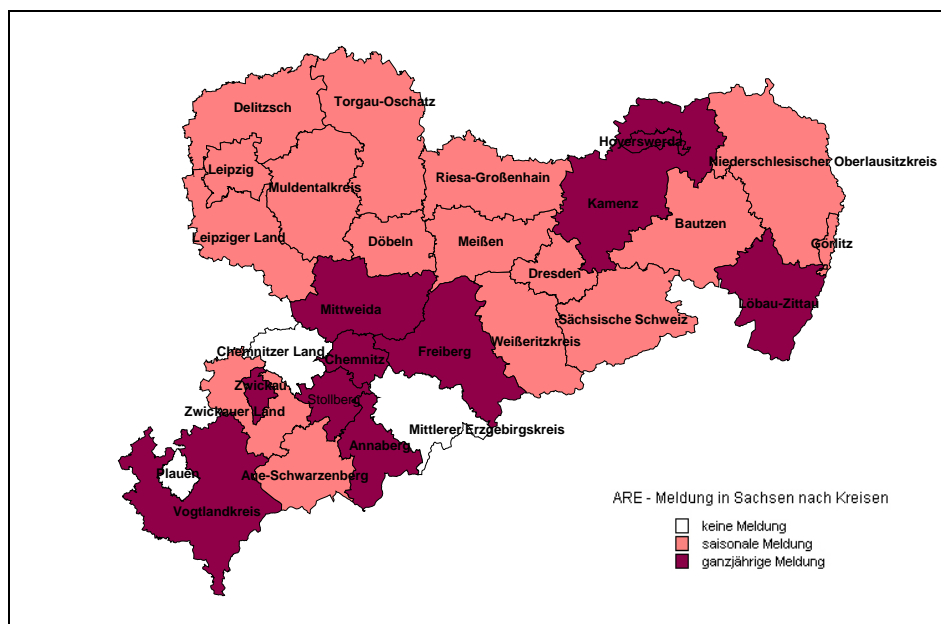 Delitzsch
Torgau-Oschatz
Hoyerswerda
Leipzig
Niederschlesischer Oberlausitzkreis
Riesa-Großenhain
Muldentalkreis
Kamenz
Bautzen
Leipziger Land
Döbeln
Meißen
Görlitz
Dresden
Mittweida
Löbau-Zittau
Sächsische Schweiz
Chemnitzer Land
Chemnitz
Freiberg
Weißeritzkreis
Zwickau
Stollberg
Zwickauer Land
Mittlerer Erzgebirgskreis
Annaberg
Plauen
Aue-Schwarzenberg
Vogtlandkreis
ARE - Meldung in Sachsen nach Kreisen
keine Meldung
saisonale Meldung
ganzjährige Meldung